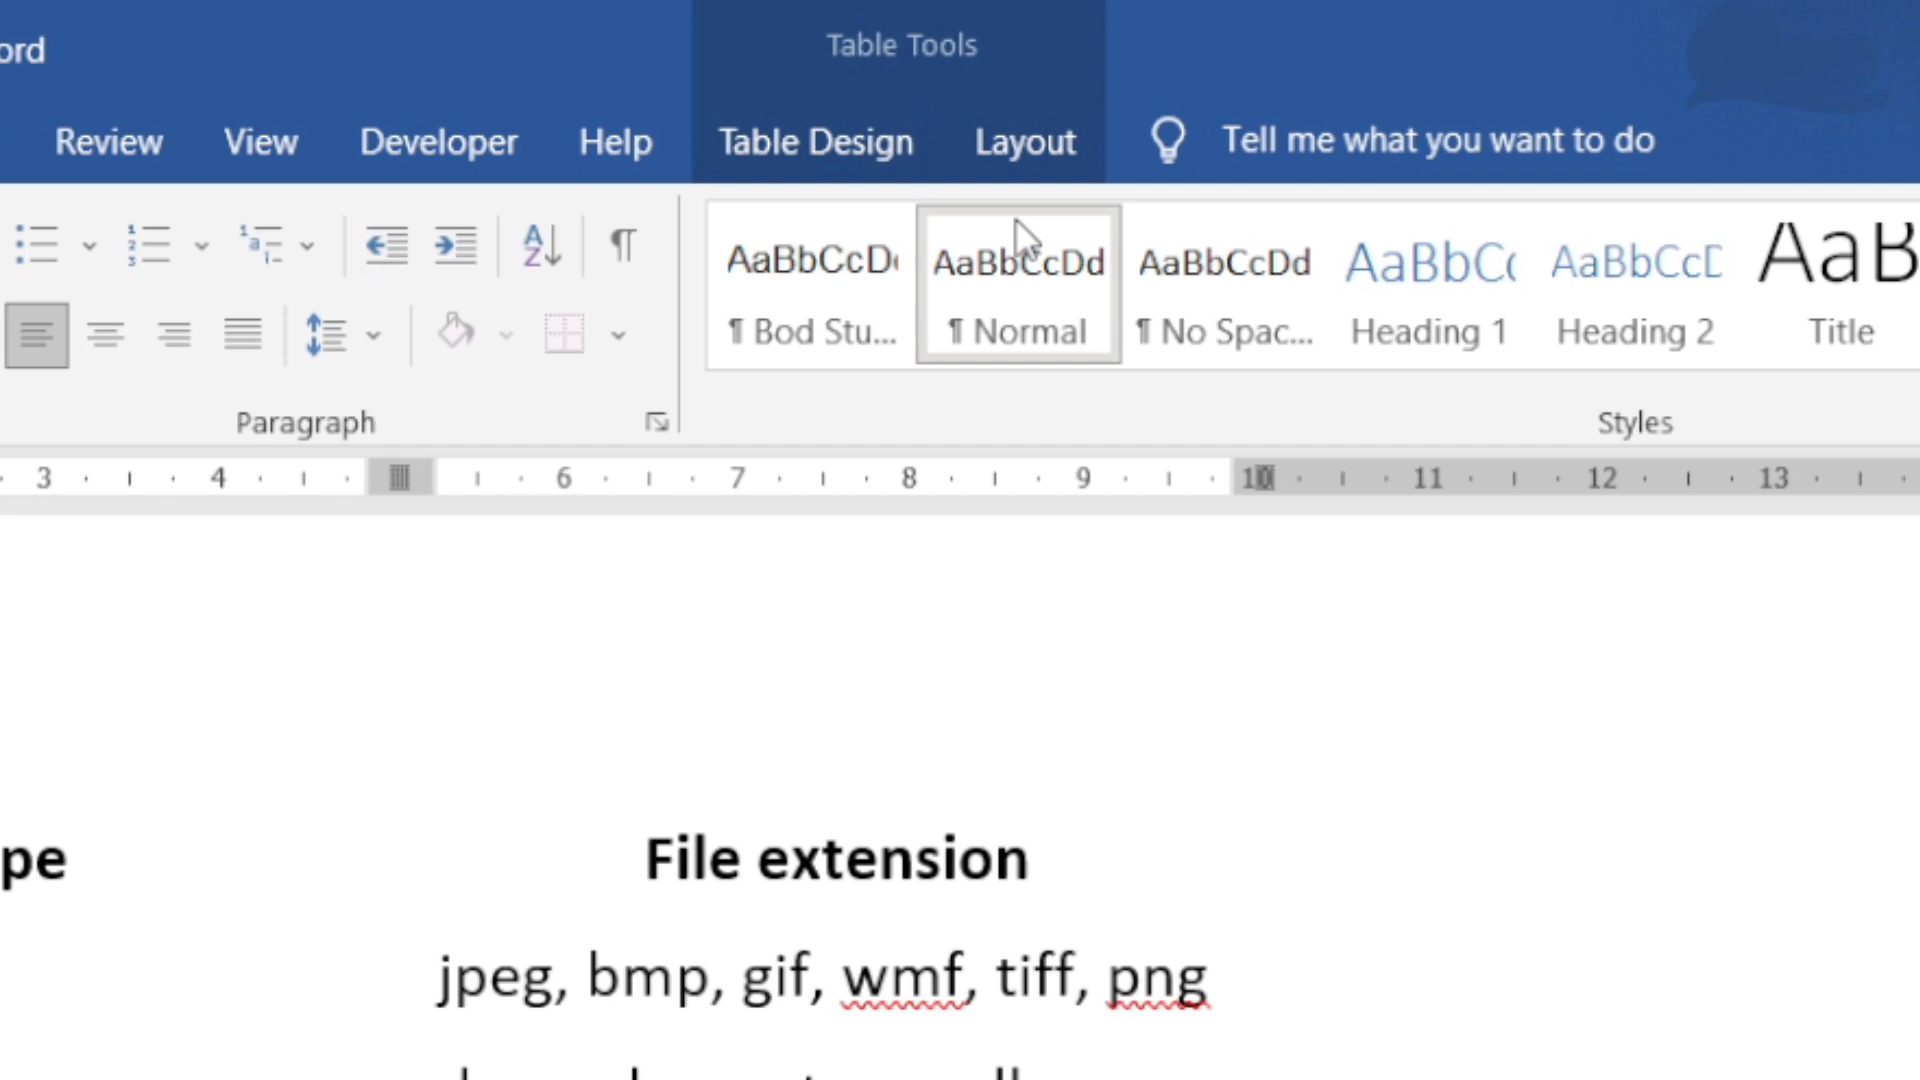 ord
Table Tools
Review View Developer Help Table Design Layout Tell me what you want to do
AaBbCcD AaBbCcDd AaBbCcDd AaBbC AaBbCcD AaB
¶ Bod Stu... ¶ Normal ¶ No Spac... Heading 1 Heading 2 Title
Paragraph Styles
3 4 6 7 8 9 10 11 12 13
pe File extension
jpeg, bmp, gif, wmf, tiff, png